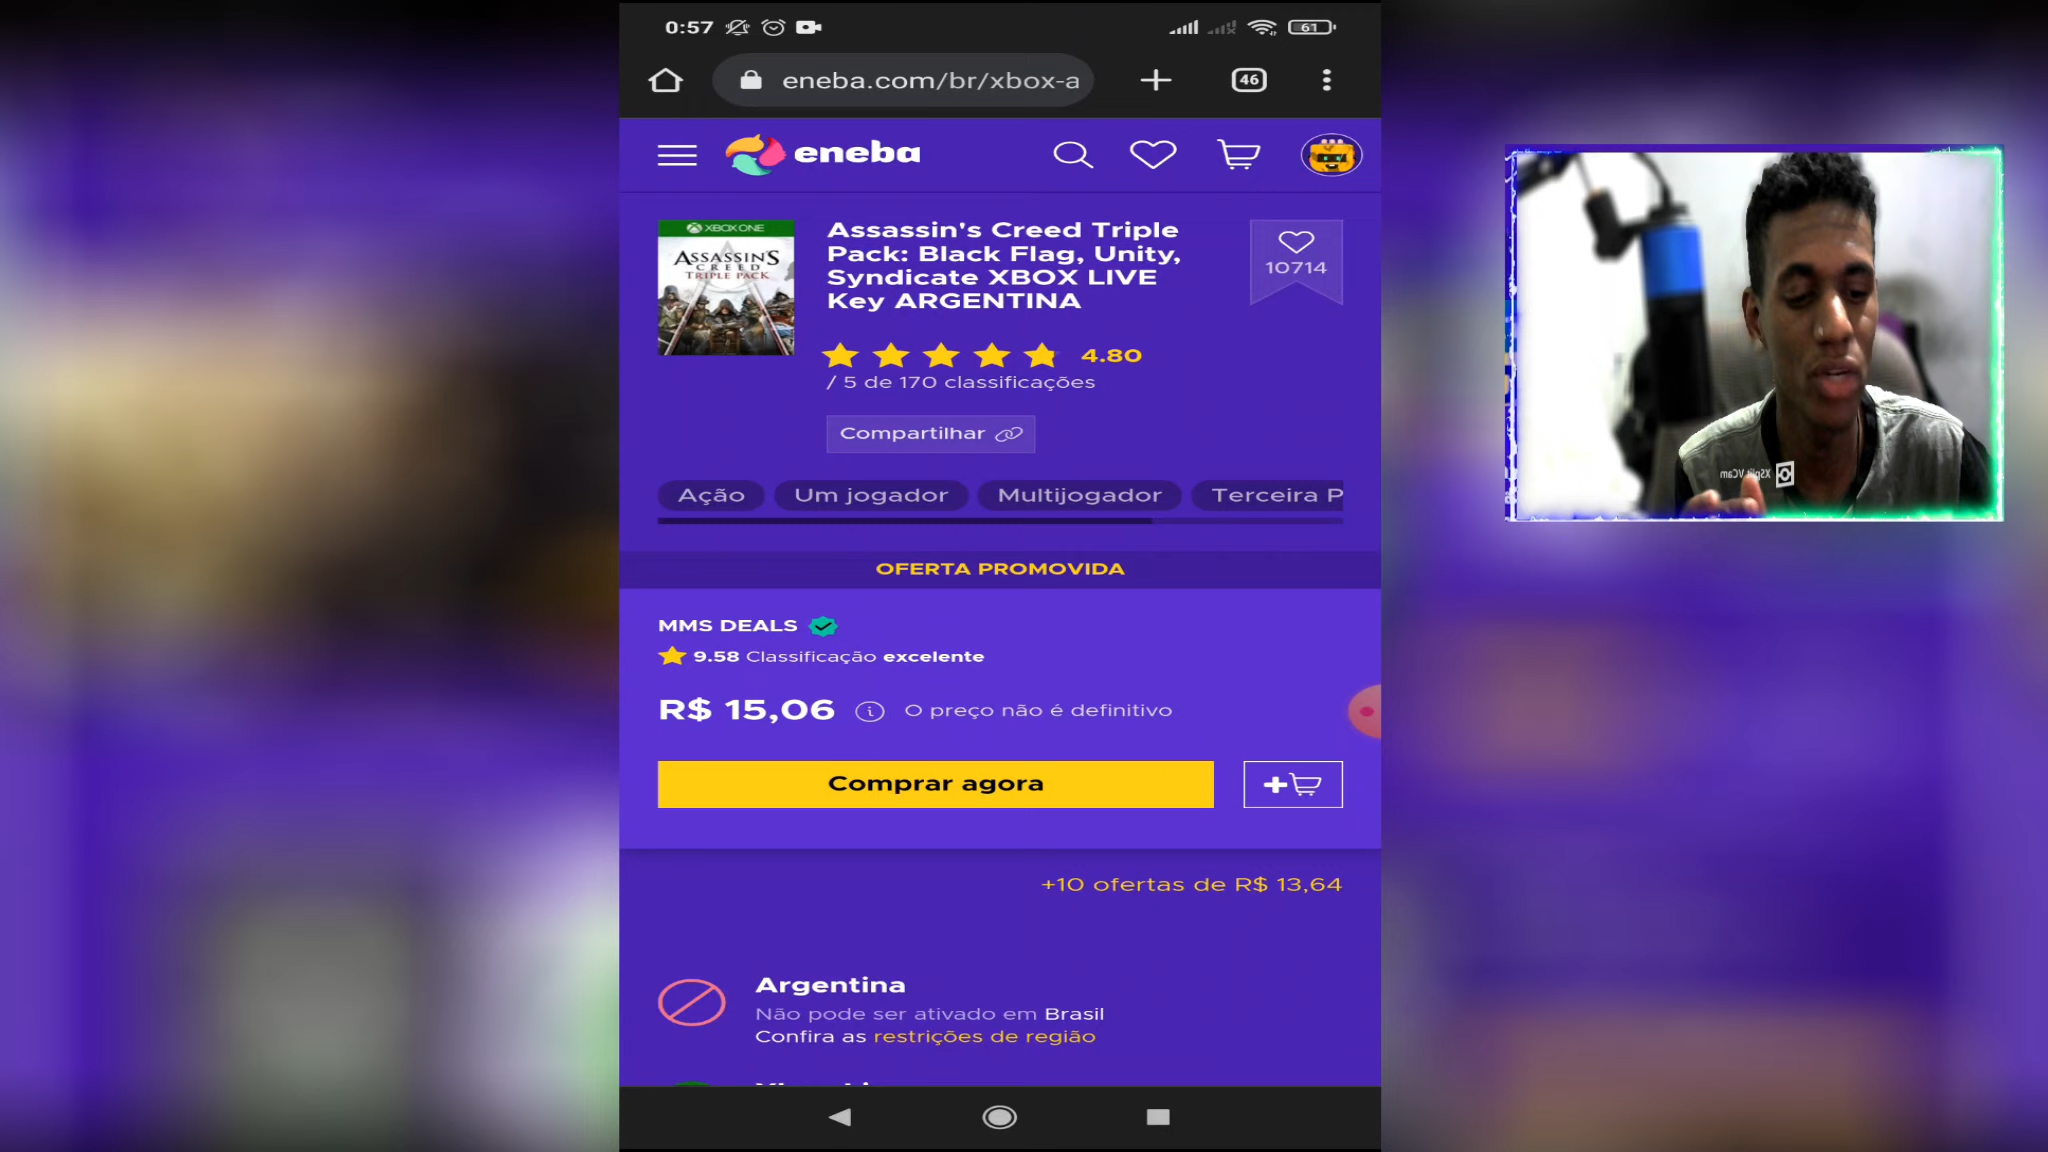 0:57
61
eneba.com/br/xbox-a
46
eneba
XBOX ONE
ASSASSIN'S
CREED
TRIPLE PACK
Assassin's Creed Triple
Pack: Black Flag, Unity,
Syndicate XBOX LIVE
Key ARGENTINA
10714
4.80
/ 5 de 170 classificações
Compartilhar
Ação
Um jogador
Multijogador
Terceira P
OFERTA PROMOVIDA
MMS DEALS
9.58 Classificação excelente
R$ 15,06
O preço não é definitivo
Comprar agora
+10 ofertas de R$ 13,64
Argentina
Não pode ser ativado em Brasil
Confira as restrições de região
XSplit VCam